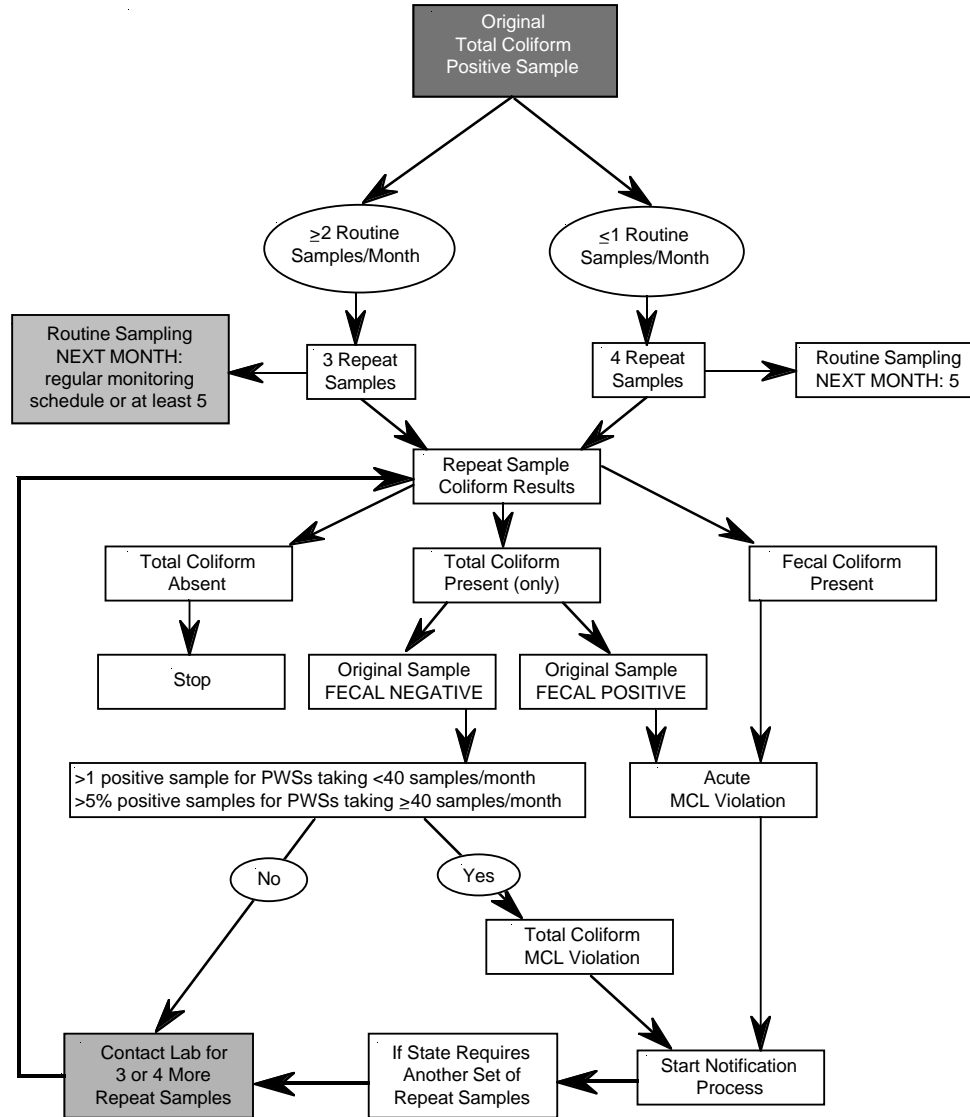 Original
Total Coliform
Positive Sample
≥2 Routine
Samples/Month
≤1 Routine
Samples/Month
Routine Sampling
NEXT MONTH:
regular monitoring
schedule or at least 5
3 Repeat
Samples
4 Repeat
Samples
Routine Sampling
NEXT MONTH: 5
Repeat Sample
Coliform Results
Total Coliform
Absent
Total Coliform
Present (only)
Fecal Coliform
Present
Stop
Original Sample
FECAL NEGATIVE
Original Sample
FECAL POSITIVE
>1 positive sample for PWSs taking <40 samples/month
>5% positive samples for PWSs taking ≥40 samples/month
Acute
MCL Violation
No
Yes
Total Coliform
MCL Violation
Contact Lab for
3 or 4 More
Repeat Samples
If State Requires
Another Set of
Repeat Samples
Start Notification
Process